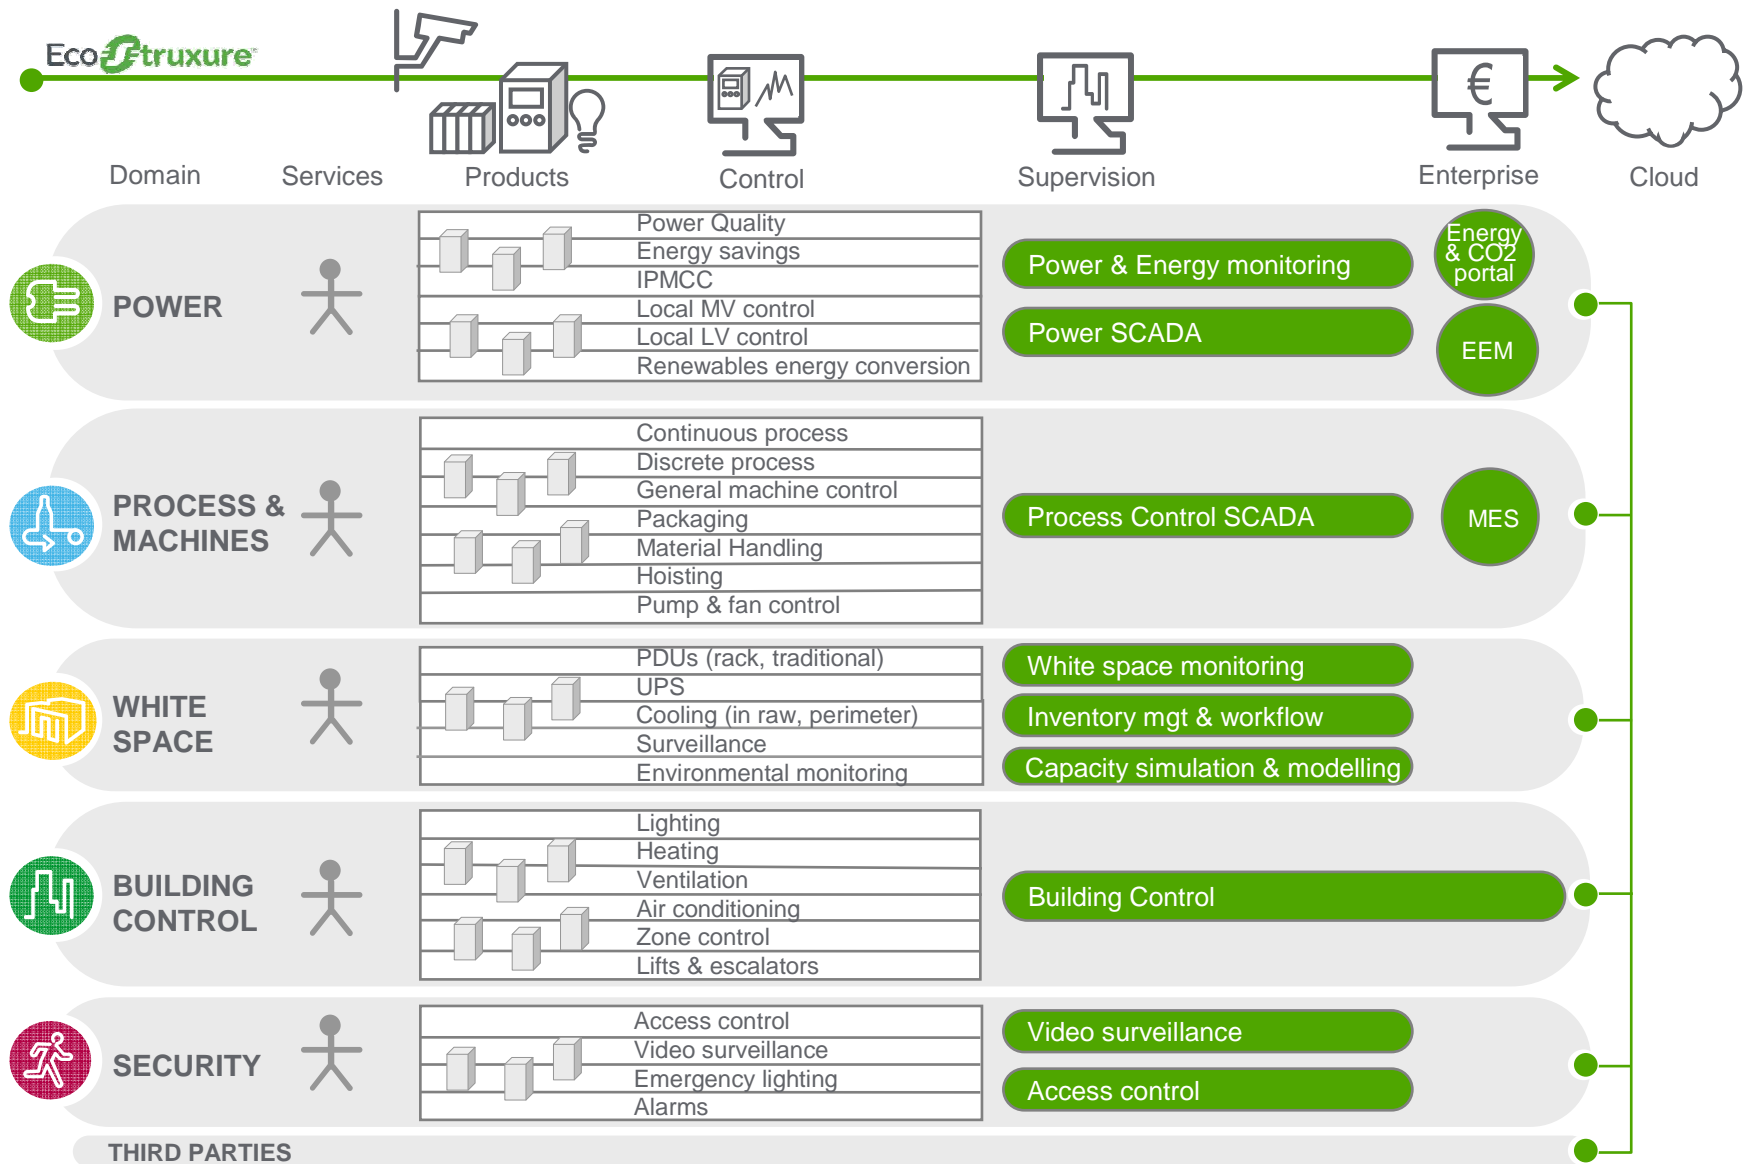 EcoStruxure™
€
Domain Services Products Control Supervision Enterprise Cloud
POWER
Power Quality
Energy savings
IPMCC
Local MV control
Local LV control
Renewables energy conversion
Power & Energy monitoring
Power SCADA
Energy
& CO2
portal
EEM
PROCESS &
MACHINES
Continuous process
Discrete process
General machine control
Packaging
Material Handling
Hoisting
Pump & fan control
Process Control SCADA
MES
WHITE
SPACE
PDUs (rack, traditional)
UPS
Cooling (in raw, perimeter)
Surveillance
Environmental monitoring
White space monitoring
Inventory mgt & workflow
Capacity simulation & modelling
BUILDING
CONTROL
Lighting
Heating
Ventilation
Air conditioning
Zone control
Lifts & escalators
Building Control
SECURITY
Access control
Video surveillance
Emergency lighting
Alarms
Video surveillance
Access control
THIRD PARTIES